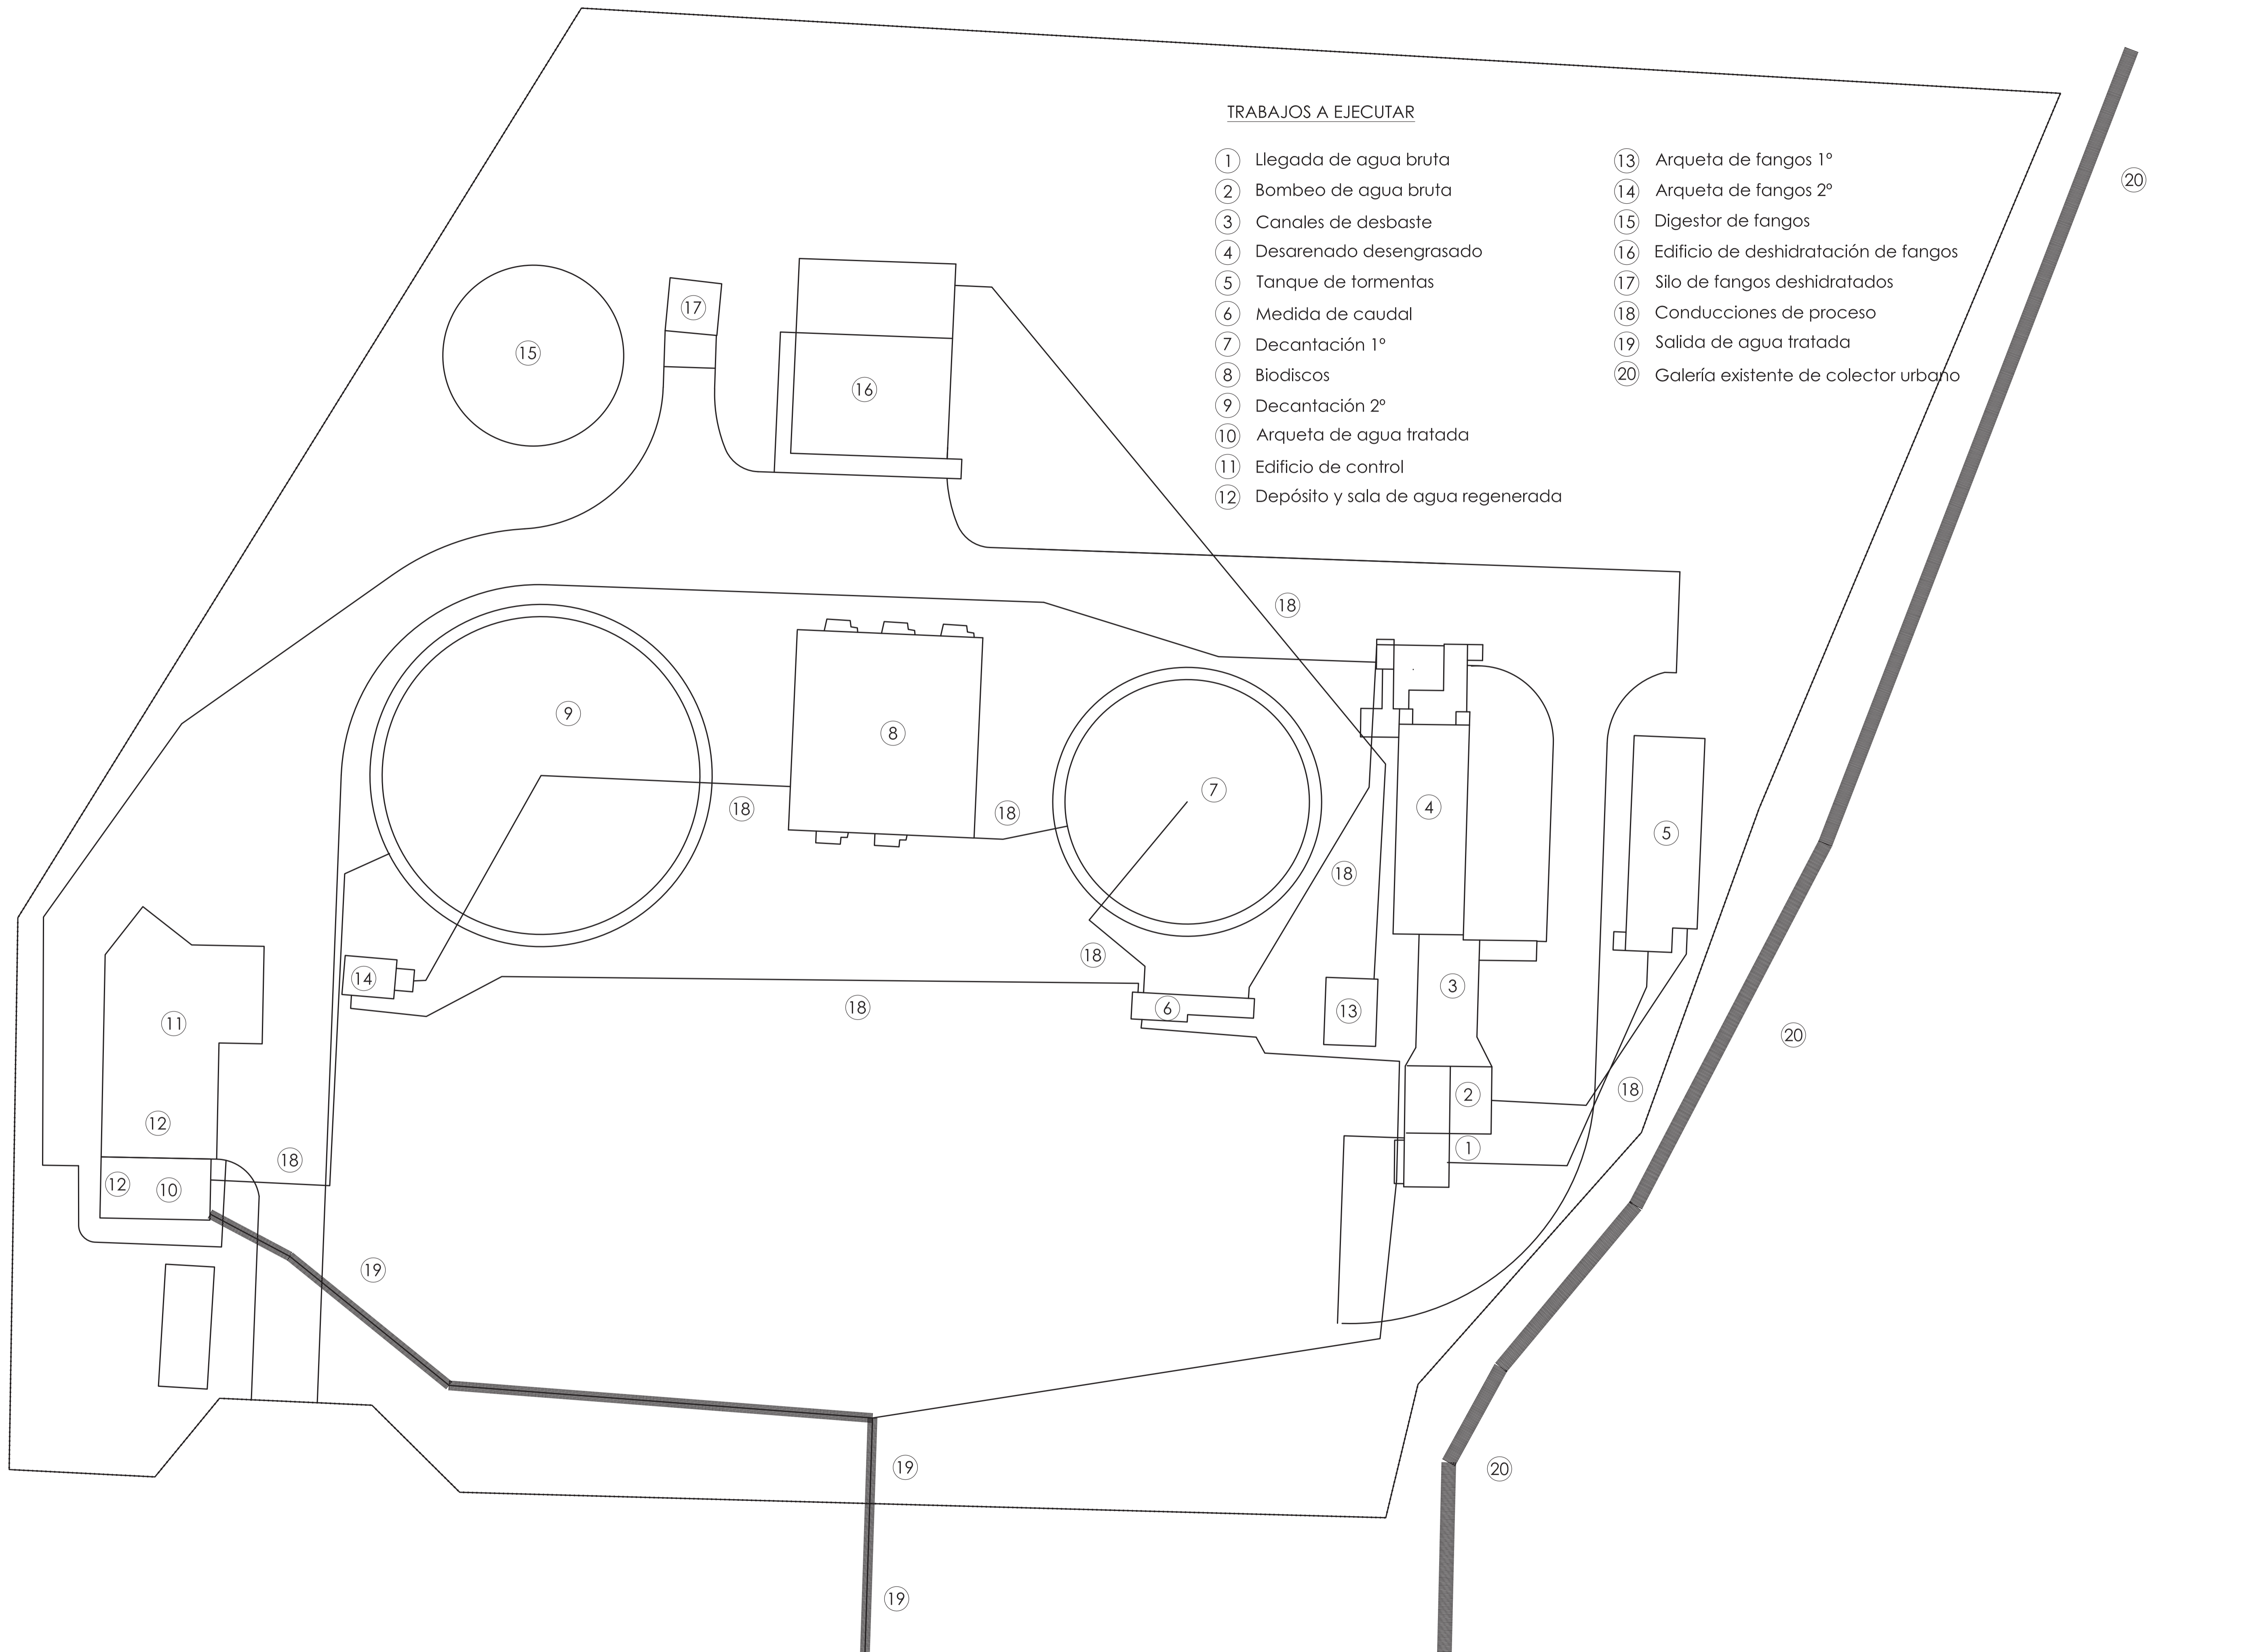 TRABAJOS A EJECUTAR
1 Llegada de agua bruta
2 Bombeo de agua bruta
3 Canales de desbaste
4 Desarenado desengrasado
5 Tanque de tormentas
6 Medida de caudal
7 Decantación 1º
8 Biodiscos
9 Decantación 2º
10 Arqueta de agua tratada
11 Edificio de control
12 Depósito y sala de agua regenerada
13 Arqueta de fangos 1º
14 Arqueta de fangos 2º
15 Digestor de fangos
16 Edificio de deshidratación de fangos
17 Silo de fangos deshidratados
18 Conducciones de proceso
19 Salida de agua tratada
20 Galería existente de colector urbano
20
17
15
16
18
9
8
7
18
18
4
5
18
18
14
18
6
13
3
11
20
2
18
12
1
18
12
10
19
19
20
19